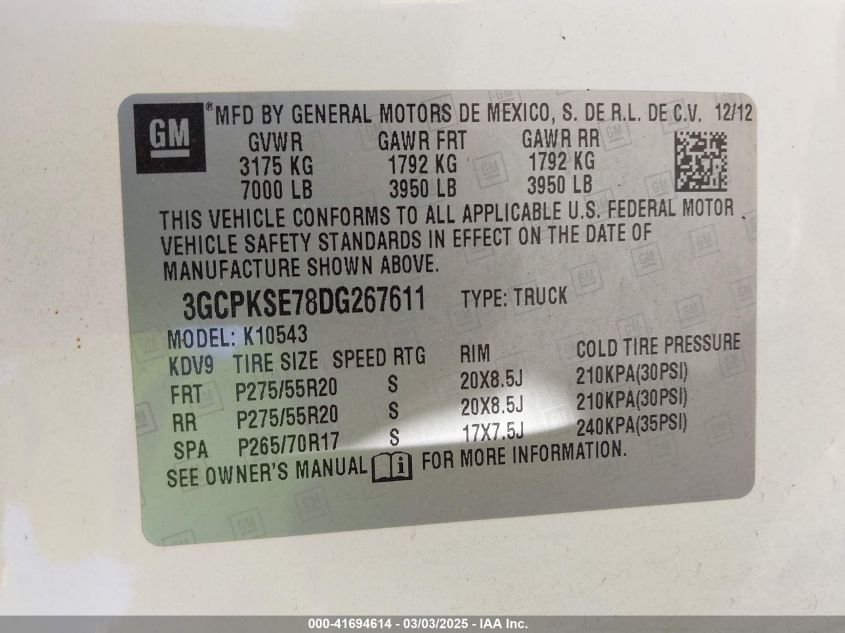 GM ® MFD BY GENERAL MOTORS DE MEXICO, S. DE R.L. DE C.V. 12/12
GVWR GAWR FRT GAWR RR
3175 KG 1792 KG 1792 KG
7000 LB 3950 LB 3950 LB
THIS VEHICLE CONFORMS TO ALL APPLICABLE U.S. FEDERAL MOTOR
VEHICLE SAFETY STANDARDS IN EFFECT ON THE DATE OF
MANUFACTURE SHOWN ABOVE.
3GCPKSE78DG267611 TYPE: TRUCK
MODEL: K10543
KDV9 TIRE SIZE SPEED RTG RIM COLD TIRE PRESSURE
FRT P275/55R20 S 20X8.5J 210KPA(30PSI)
RR P275/55R20 S 20X8.5J 210KPA(30PSI)
SPA P265/70R17 S 17X7.5J 240KPA(35PSI)
SEE OWNER'S MANUAL FOR MORE INFORMATION.
000-41694614 - 03/03/2025 - IAA Inc.